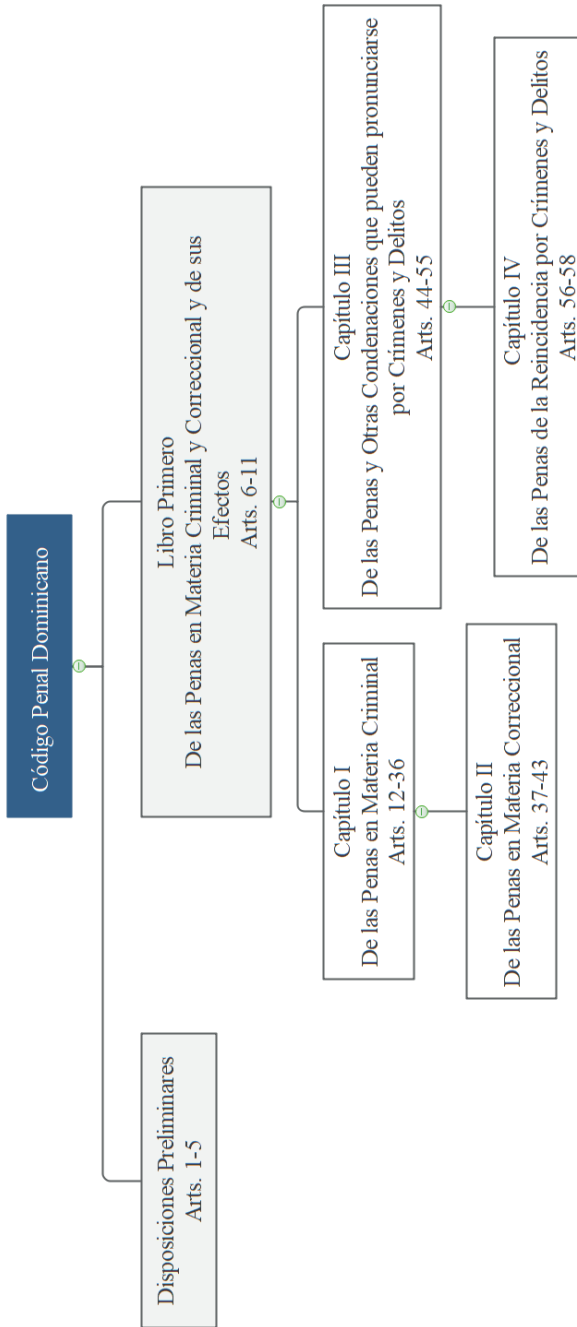 Código Penal Dominicano
Disposiciones Preliminares
Arts. 1-5
Libro Primero
De las Penas en Materia Criminal y Correccional y de sus
Efectos
Arts. 6-11
Capítulo I
De las Penas en Materia Criminal
Arts. 12-36
Capítulo II
De las Penas en Materia Correccional
Arts. 37-43
Capítulo III
De las Penas y Otras Condenaciones que pueden pronunciarse
por Crímenes y Delitos
Arts. 44-55
Capítulo IV
De las Penas de la Reincidencia por Crímenes y Delitos
Arts. 56-58